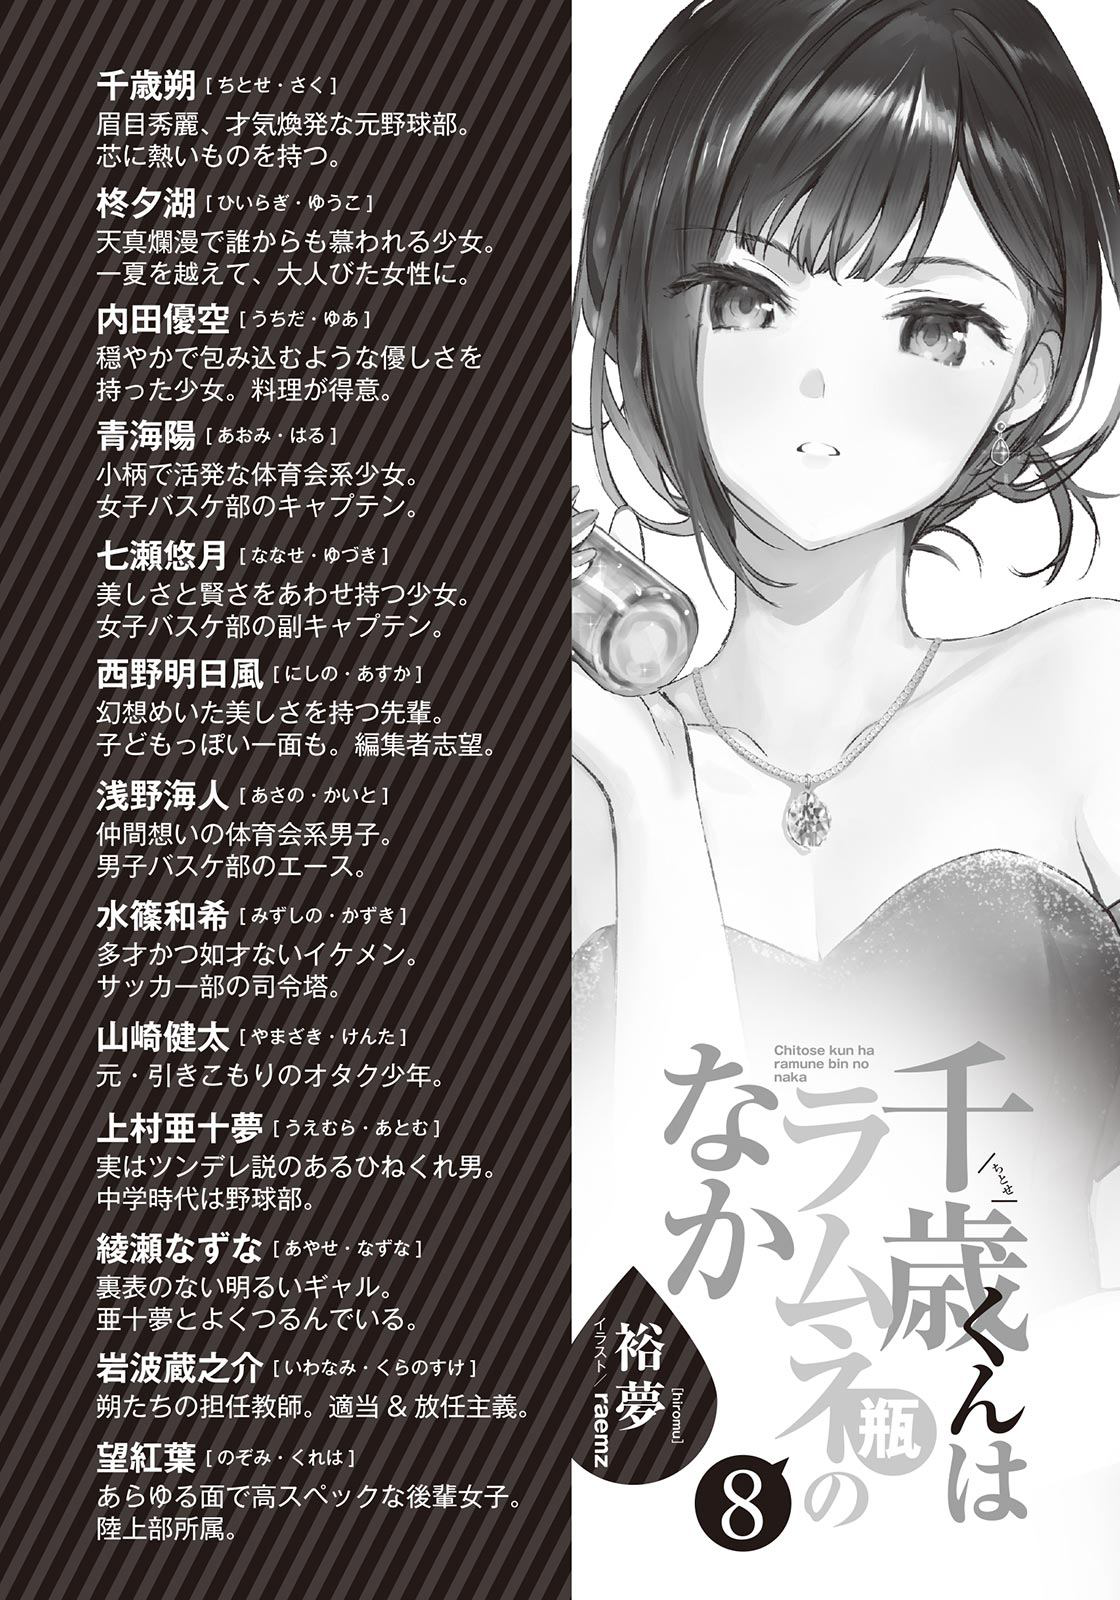 千歳朔 [ちとせ・さく]
眉目秀麗、才気煥発な元野球部。
芯に熱いものを持つ。
柊夕湖 [ひいらぎ・ゆうこ]
天真爛漫で誰からも慕われる少女。
一夏を越えて、大人びた女性に。
内田優空 [うちだ・ゆあ]
穏やかで包み込むような優しさを
持った少女。料理が得意。
青海陽 [あおみ・はる]
小柄で活発な体育会系少女。
女子バスケ部のキャプテン。
七瀬悠月 [ななせ・ゆづき]
美しさと賢さをあわせ持つ少女。
女子バスケ部の副キャプテン。
西野明日風 [にしの・あすか]
幻想めいた美しさを持つ先輩。
子どもっぽい一面も。編集者志望。
浅野海人 [あさの・かいと]
仲間想いの体育会系男子。
男子バスケ部のエース。
水篠和希 [みずしの・かずき]
多才かつ如才ないイケメン。
サッカー部の司令塔。
山崎健太 [やまざき・けんた]
元・引きこもりのオタク少年。
上村亜十夢 [うえむら・あとむ]
実はツンデレ説のあるひねくれ男。
中学時代は野球部。
綾瀬なずな [あやせ・なずな]
裏表のない明るいギャル。
亜十夢とよくつるんでいる。
岩波蔵之介 [いわなみ・くらのすけ]
朔たちの担任教師。適当 & 放任主義。
望紅葉 [のぞみ・くれは]
あらゆる面で高スペックな後輩女子。
陸上部所属。
千歳くんは
ちとせ
ラムネ瓶の
なか
Chitose kun ha
ramune bin no
naka
8
裕夢
[hiromu]
イラスト／raemz